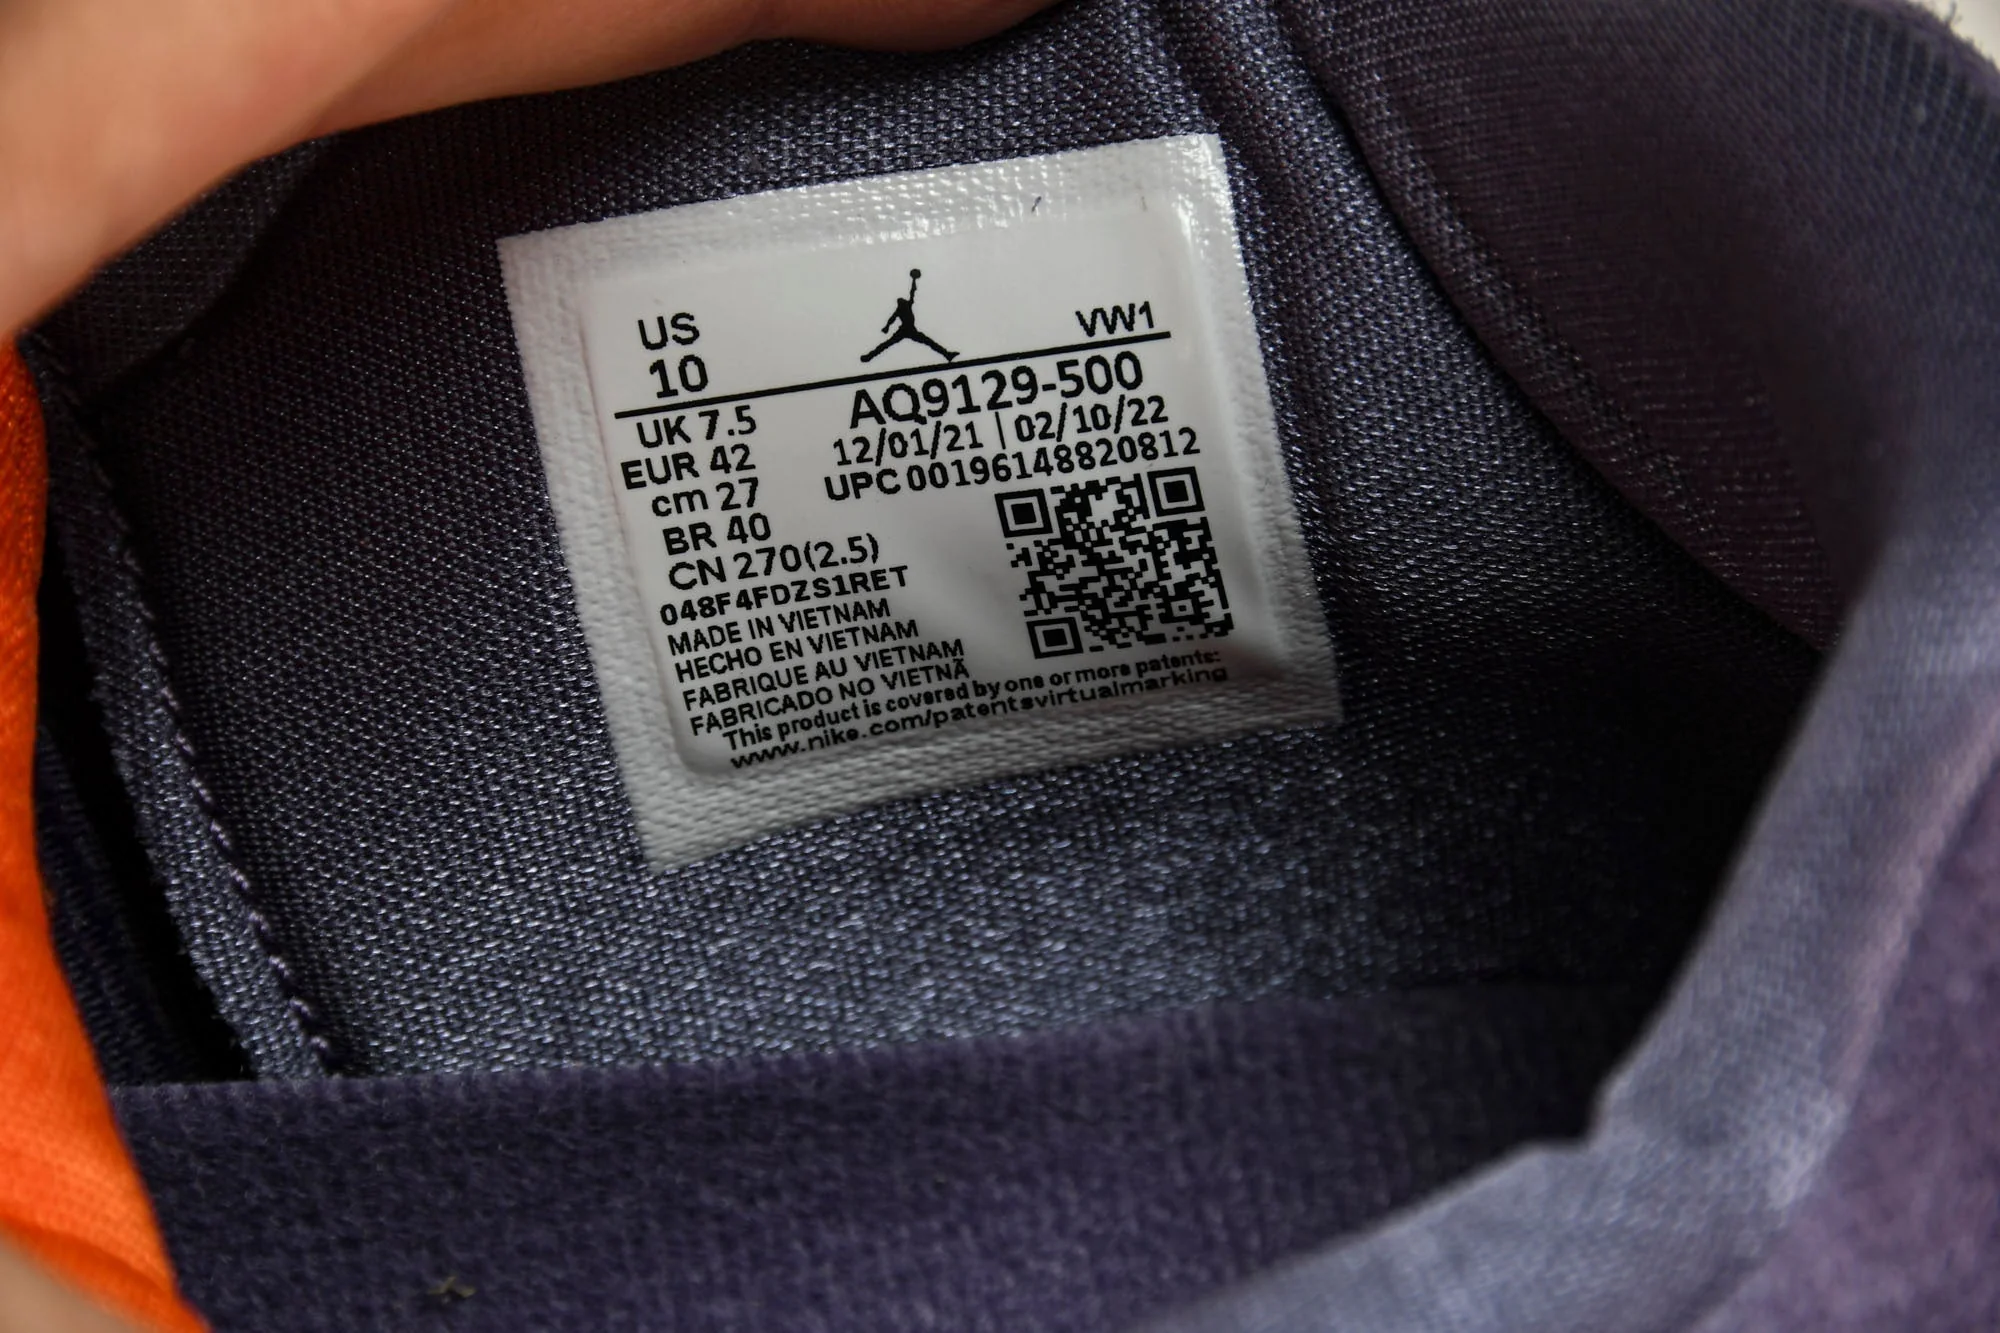 US
10
VW1
UK 7.5
EUR 42
cm 27
BR 40
CN 270(2.5)
AQ9129-500
12/01/21 | 02/10/22
UPC 00196148820812
048F4FDZS1RET
MADE IN VIETNAM
HECHO EN VIETNAM
FABRIQUE AU VIETNAM
FABRICADO NO VIETNÃ
This product is covered by one or more patents:
www.nike.com/patentsvirtualmarking